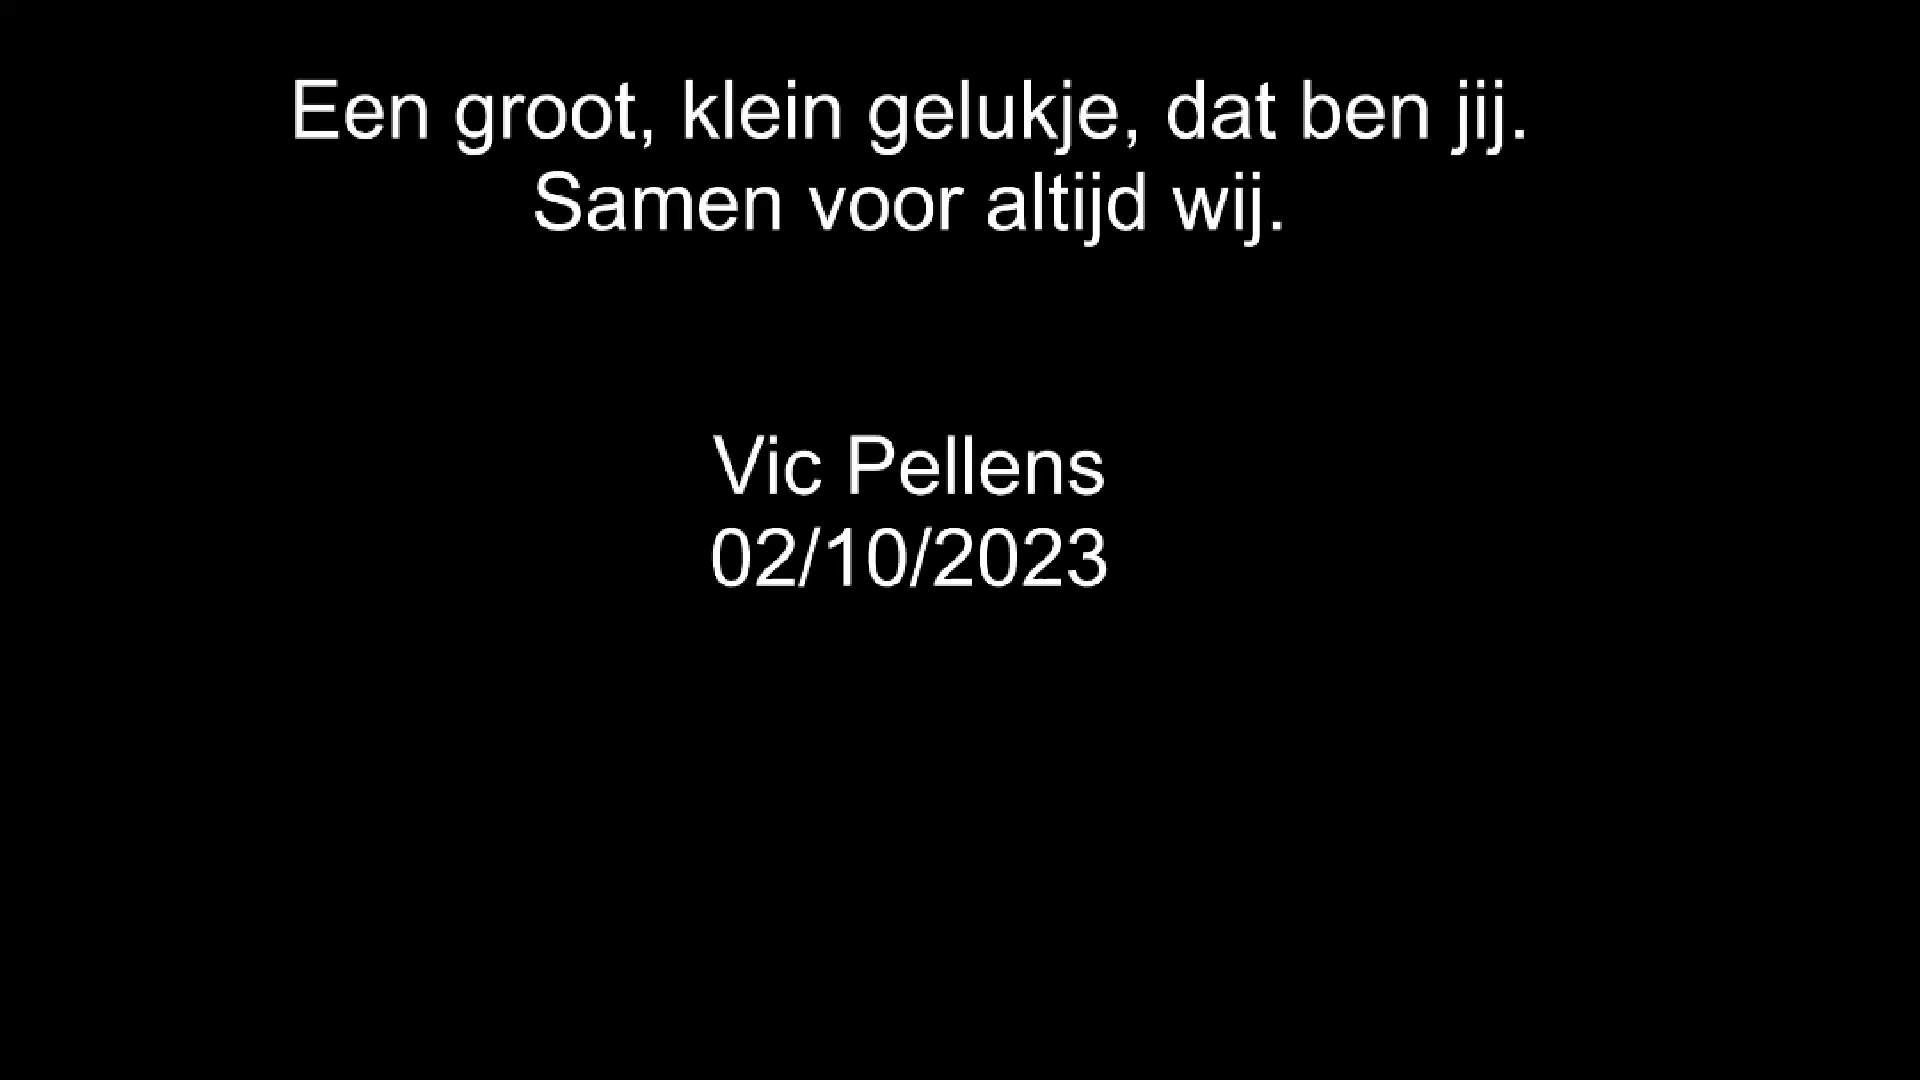 Een groot, klein gelukje, dat ben jij.
Samen voor altijd wij.
Vic Pellens
02/10/2023